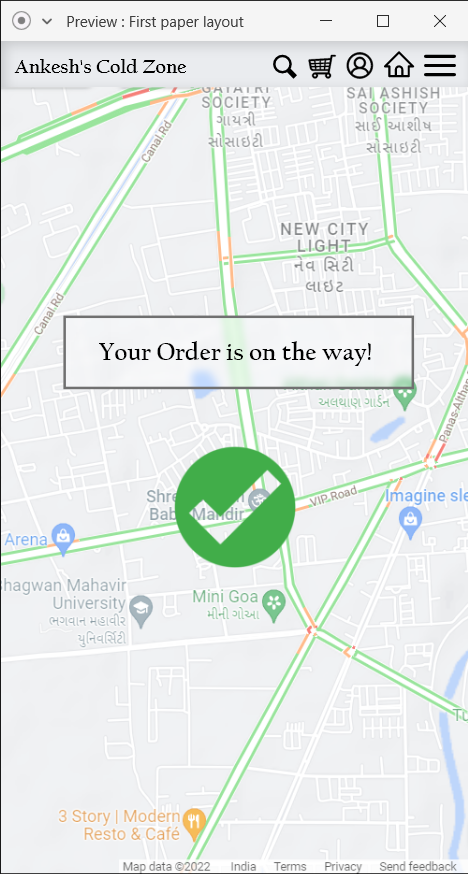 Preview : First paper layout
Ankesh's Cold Zone
GAYATRI
SOCIETY
ગાયત્રી
સોસાઇટી
SAI ASHISH
SOCIETY
સાઈ આશીષ
સોસાઇટી
Canal Rd
NEW CITY
LIGHT
નેવ સિટી
લાઇટ
Canal Rd
Your Order is on the way!
અલથાણ ગાર્ડન
Panas-Althan
Shre
Bab
Mandir
VIP Road
Imagine sle
Arena
Bhagwan Mahavir
University
ભગવાન મહાવીર
યુનિવર્સિટી
Mini Goa
મીની ગોઆ
Tu
3 Story | Modern
Resto & Café
Map data ©2022 India Terms Privacy Send feedback